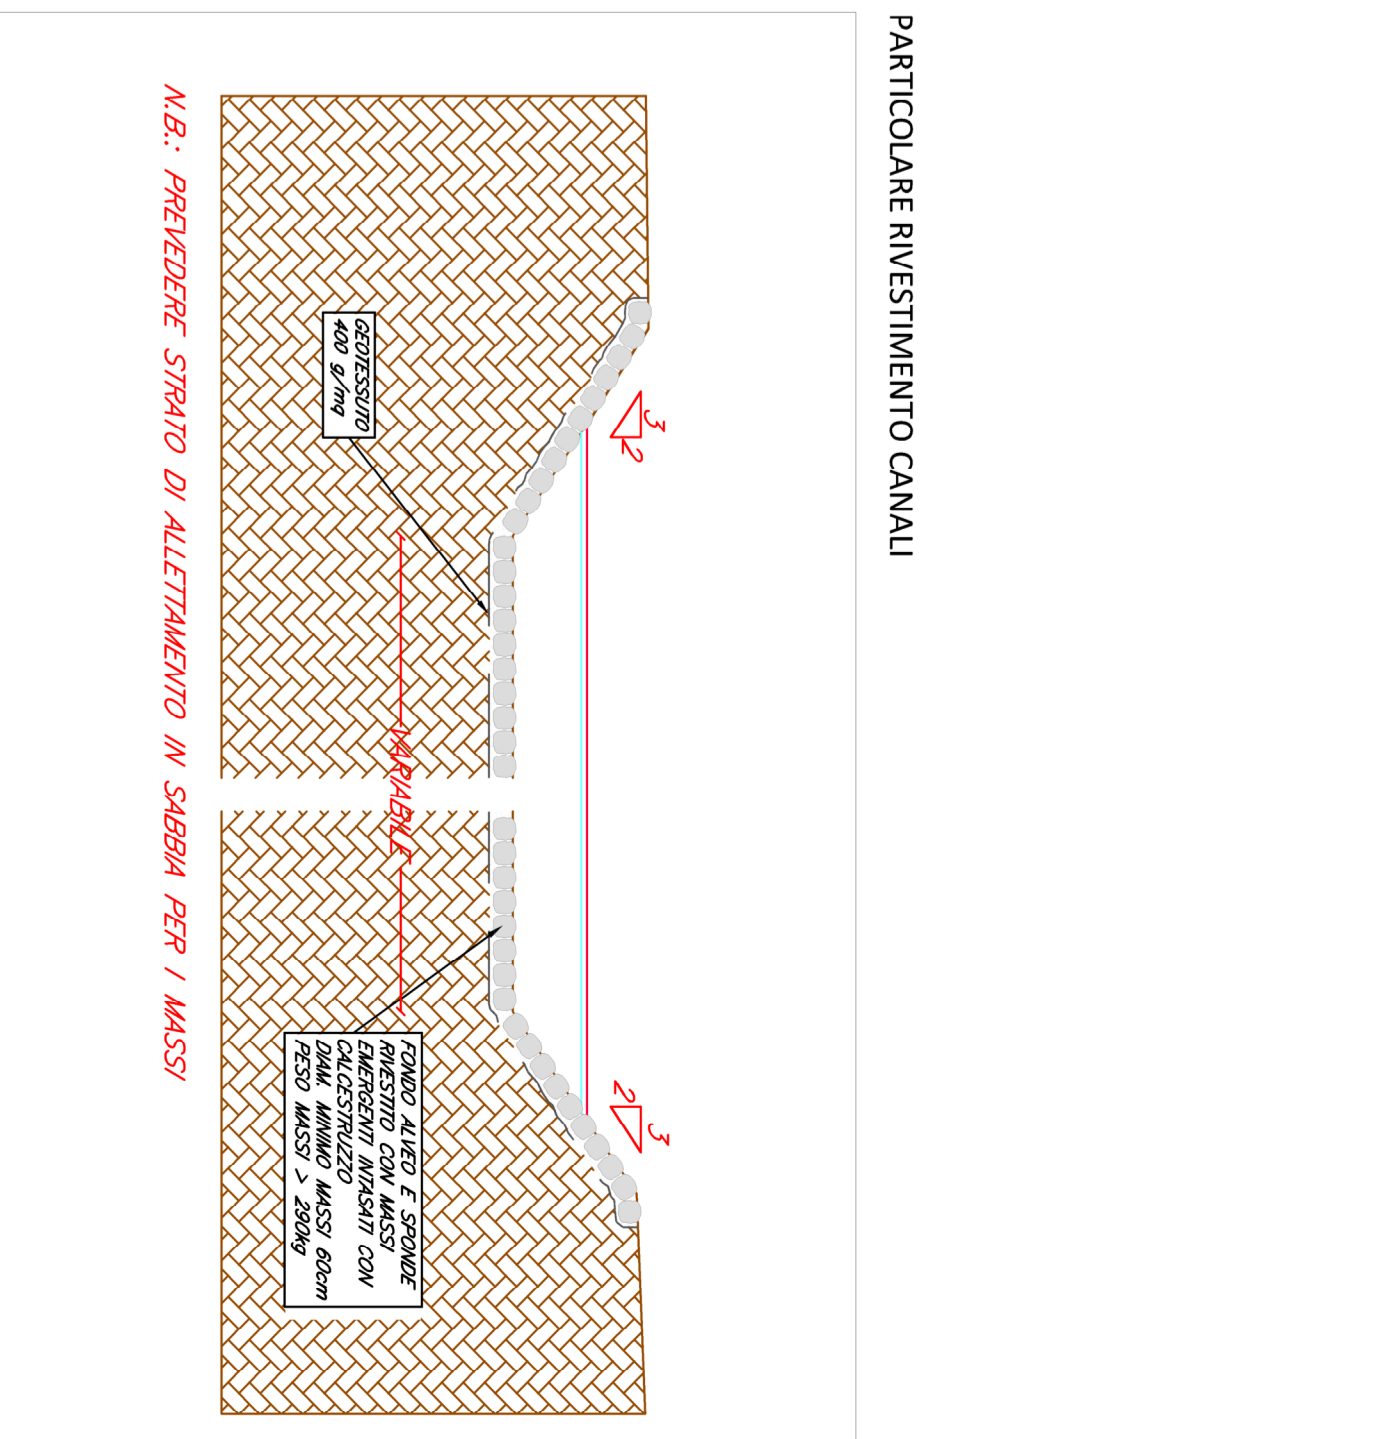 PARTICOLARE RIVESTIMENTO CANALI
3
2
2
3
GEOTESSUTO
400 g/mq
VARIABILE
FONDO ALVEO E SPONDE
RIVESTITO CON MASSI
EMERGENTI INTASATI CON
CALCESTRUZZO
DIAM. MINIMO MASSI 60cm
PESO MASSI > 290kg
N.B.: PREVEDERE STRATO DI ALLETTAMENTO IN SABBIA PER I MASSI